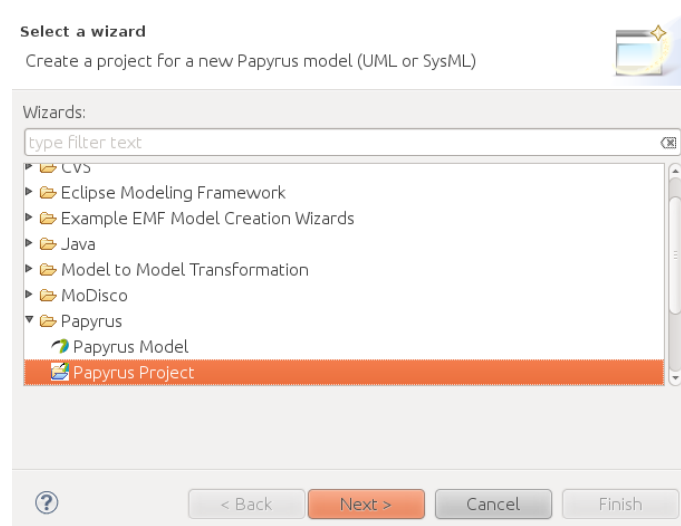 Select a wizard
Create a project for a new Papyrus model (UML or SysML)
Wizards:
type filter text
CVS
Eclipse Modeling Framework
Example EMF Model Creation Wizards
Java
Model to Model Transformation
MoDisco
Papyrus
Papyrus Model
Papyrus Project
? < Back Next > Cancel Finish